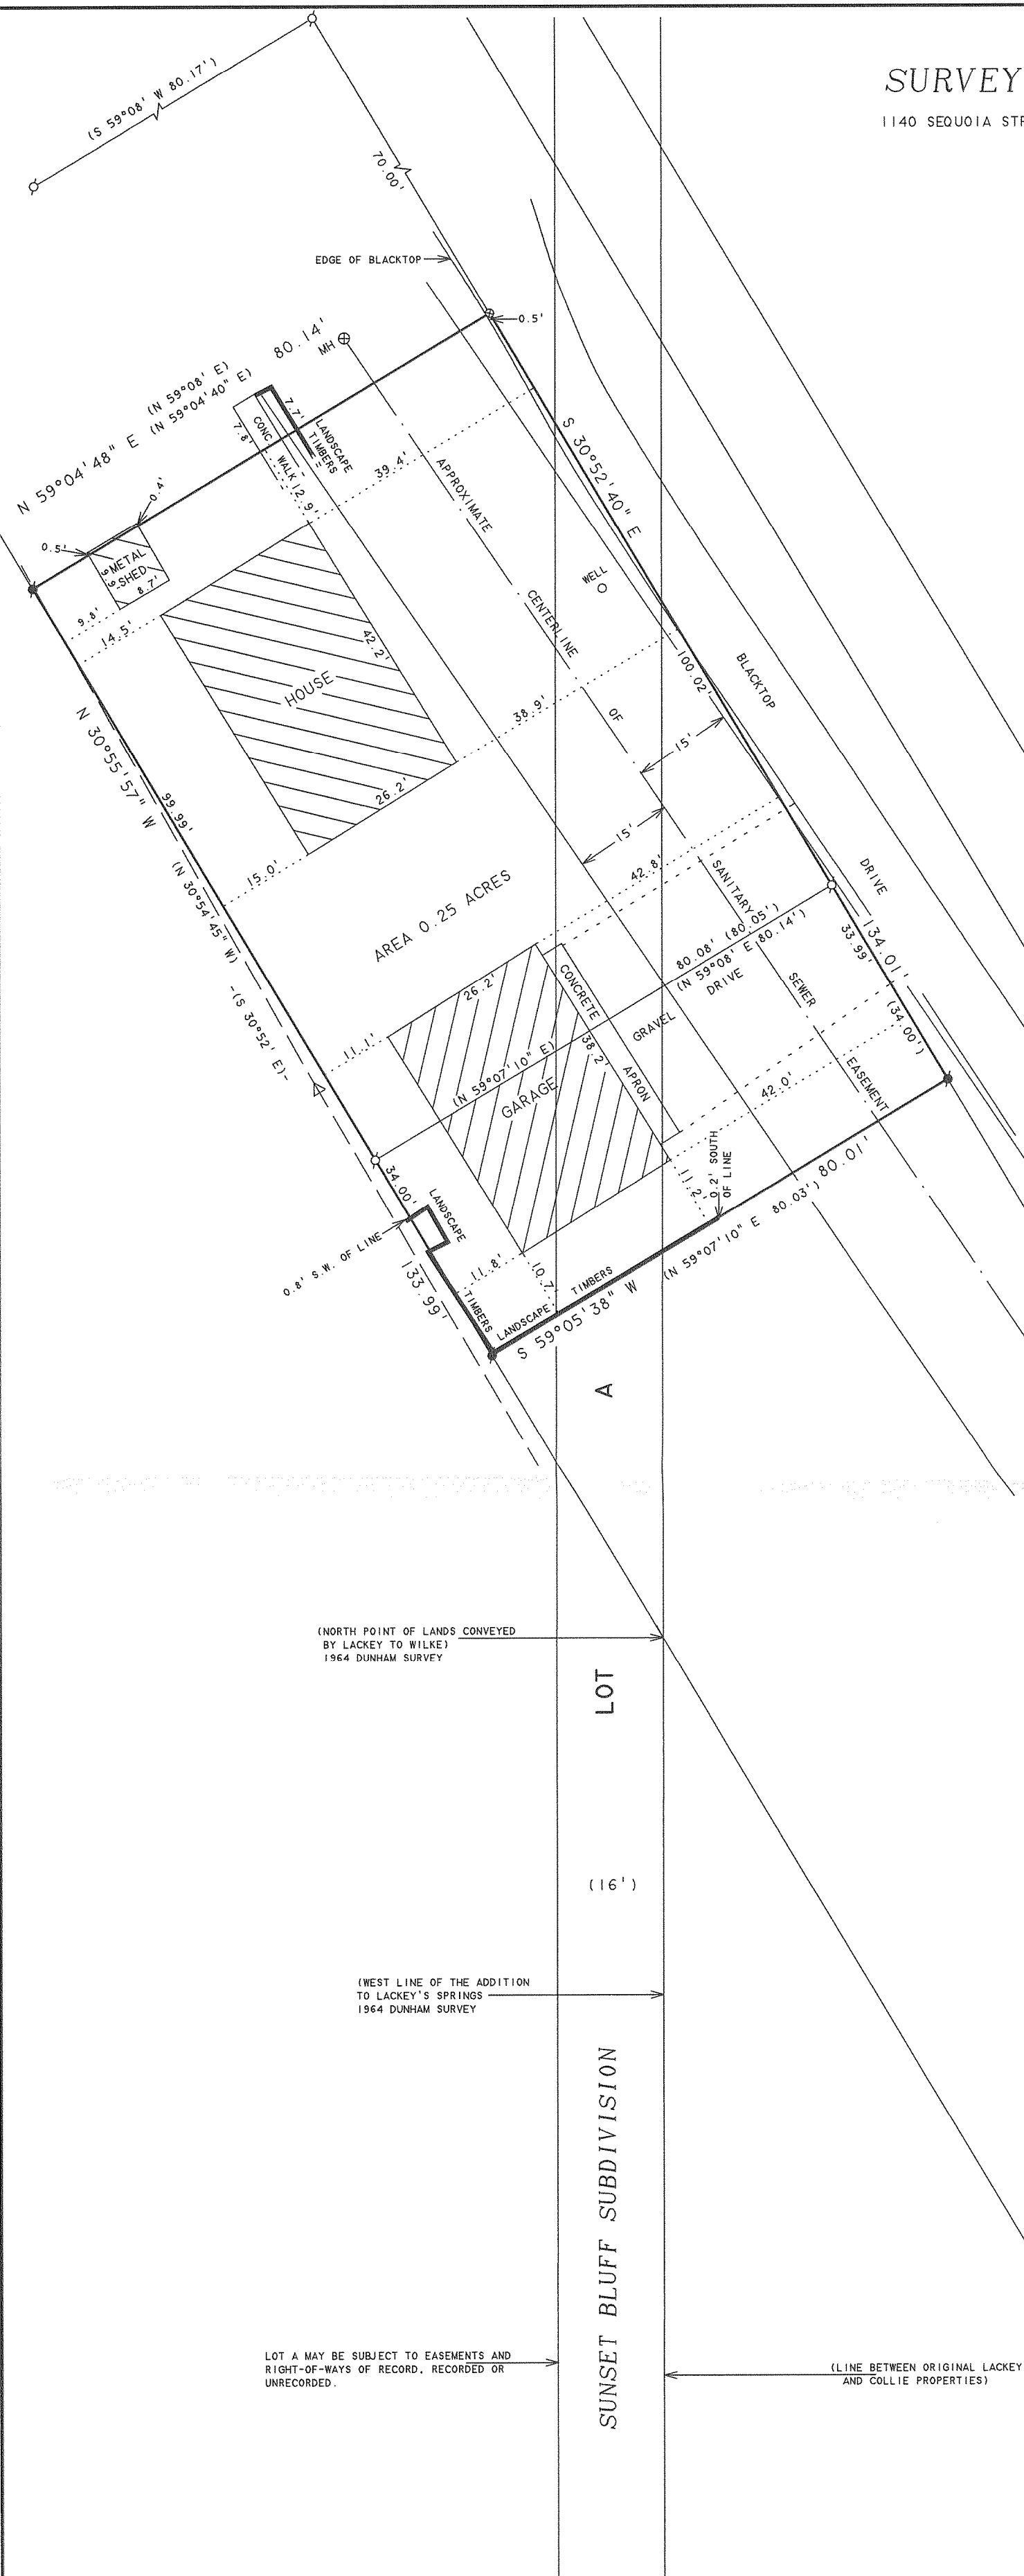 SURVEY
1140 SEQUOIA STR
(S 59°08' W 80.17')
70.00'
EDGE OF BLACKTOP
0.5'
80.14'
MH
(N 59°08' E)
(N 59°04'40" E)
N 59°04'48" E
7.7'
LANDSCAPE
TIMBERS
CONC WALK
7.8'
12.9'
39.4'
S 30°52'40" E
APPROXIMATE CENTERLINE OF SANITARY SEWER EASEMENT
0.4'
0.5'
METAL
SHED
8.7'
9.8'
14.5'
WELL
42.2'
HOUSE
100.02'
BLACKTOP DRIVE
38.9'
15'
N 30°55'57" W
99.99'
26.2'
15'
(N 30°54'45" W)
15.0'
42.8'
AREA 0.25 ACRES
134.01'
33.99'
80.08' (80.05')
(N 59°08' E 80.14')
-(S 30°52' E)-
26.2'
CONCRETE APRON
GRAVEL DRIVE
(34.00')
11.1'
38.2'
(N 59°07'10" E)
GARAGE
42.0'
34.00'
LANDSCAPE
0.2' SOUTH
OF LINE
11.2'
80.01'
0.8' S.W. OF LINE
133.99'
11.8'
10.7'
TIMBERS
LANDSCAPE TIMBERS
(N 59°07'10" E 80.03')
S 59°05'38" W
A
(NORTH POINT OF LANDS CONVEYED
BY LACKEY TO WILKE)
1964 DUNHAM SURVEY
LOT
(16')
(WEST LINE OF THE ADDITION
TO LACKEY'S SPRINGS
1964 DUNHAM SURVEY
SUNSET BLUFF SUBDIVISION
LOT A MAY BE SUBJECT TO EASEMENTS AND
RIGHT-OF-WAYS OF RECORD, RECORDED OR
UNRECORDED.
(LINE BETWEEN ORIGINAL LACKEY
AND COLLIE PROPERTIES)